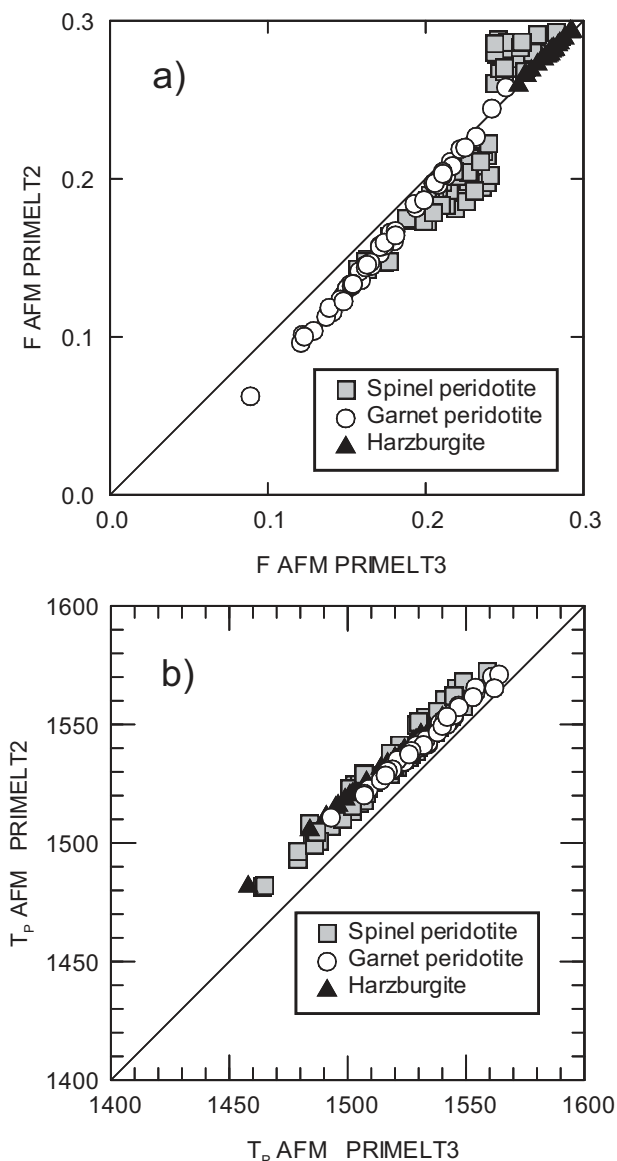 0.3
a)
0.2
F AFM PRIMELT2
0.1
Spinel peridotite
Garnet peridotite
Harzburgite
0.0
0.0 0.1 0.2 0.3
F AFM PRIMELT3
1600
b)
1550
T_P AFM PRIMELT2
1500
1450
Spinel peridotite
Garnet peridotite
Harzburgite
1400
1400 1450 1500 1550 1600
T_P AFM PRIMELT3